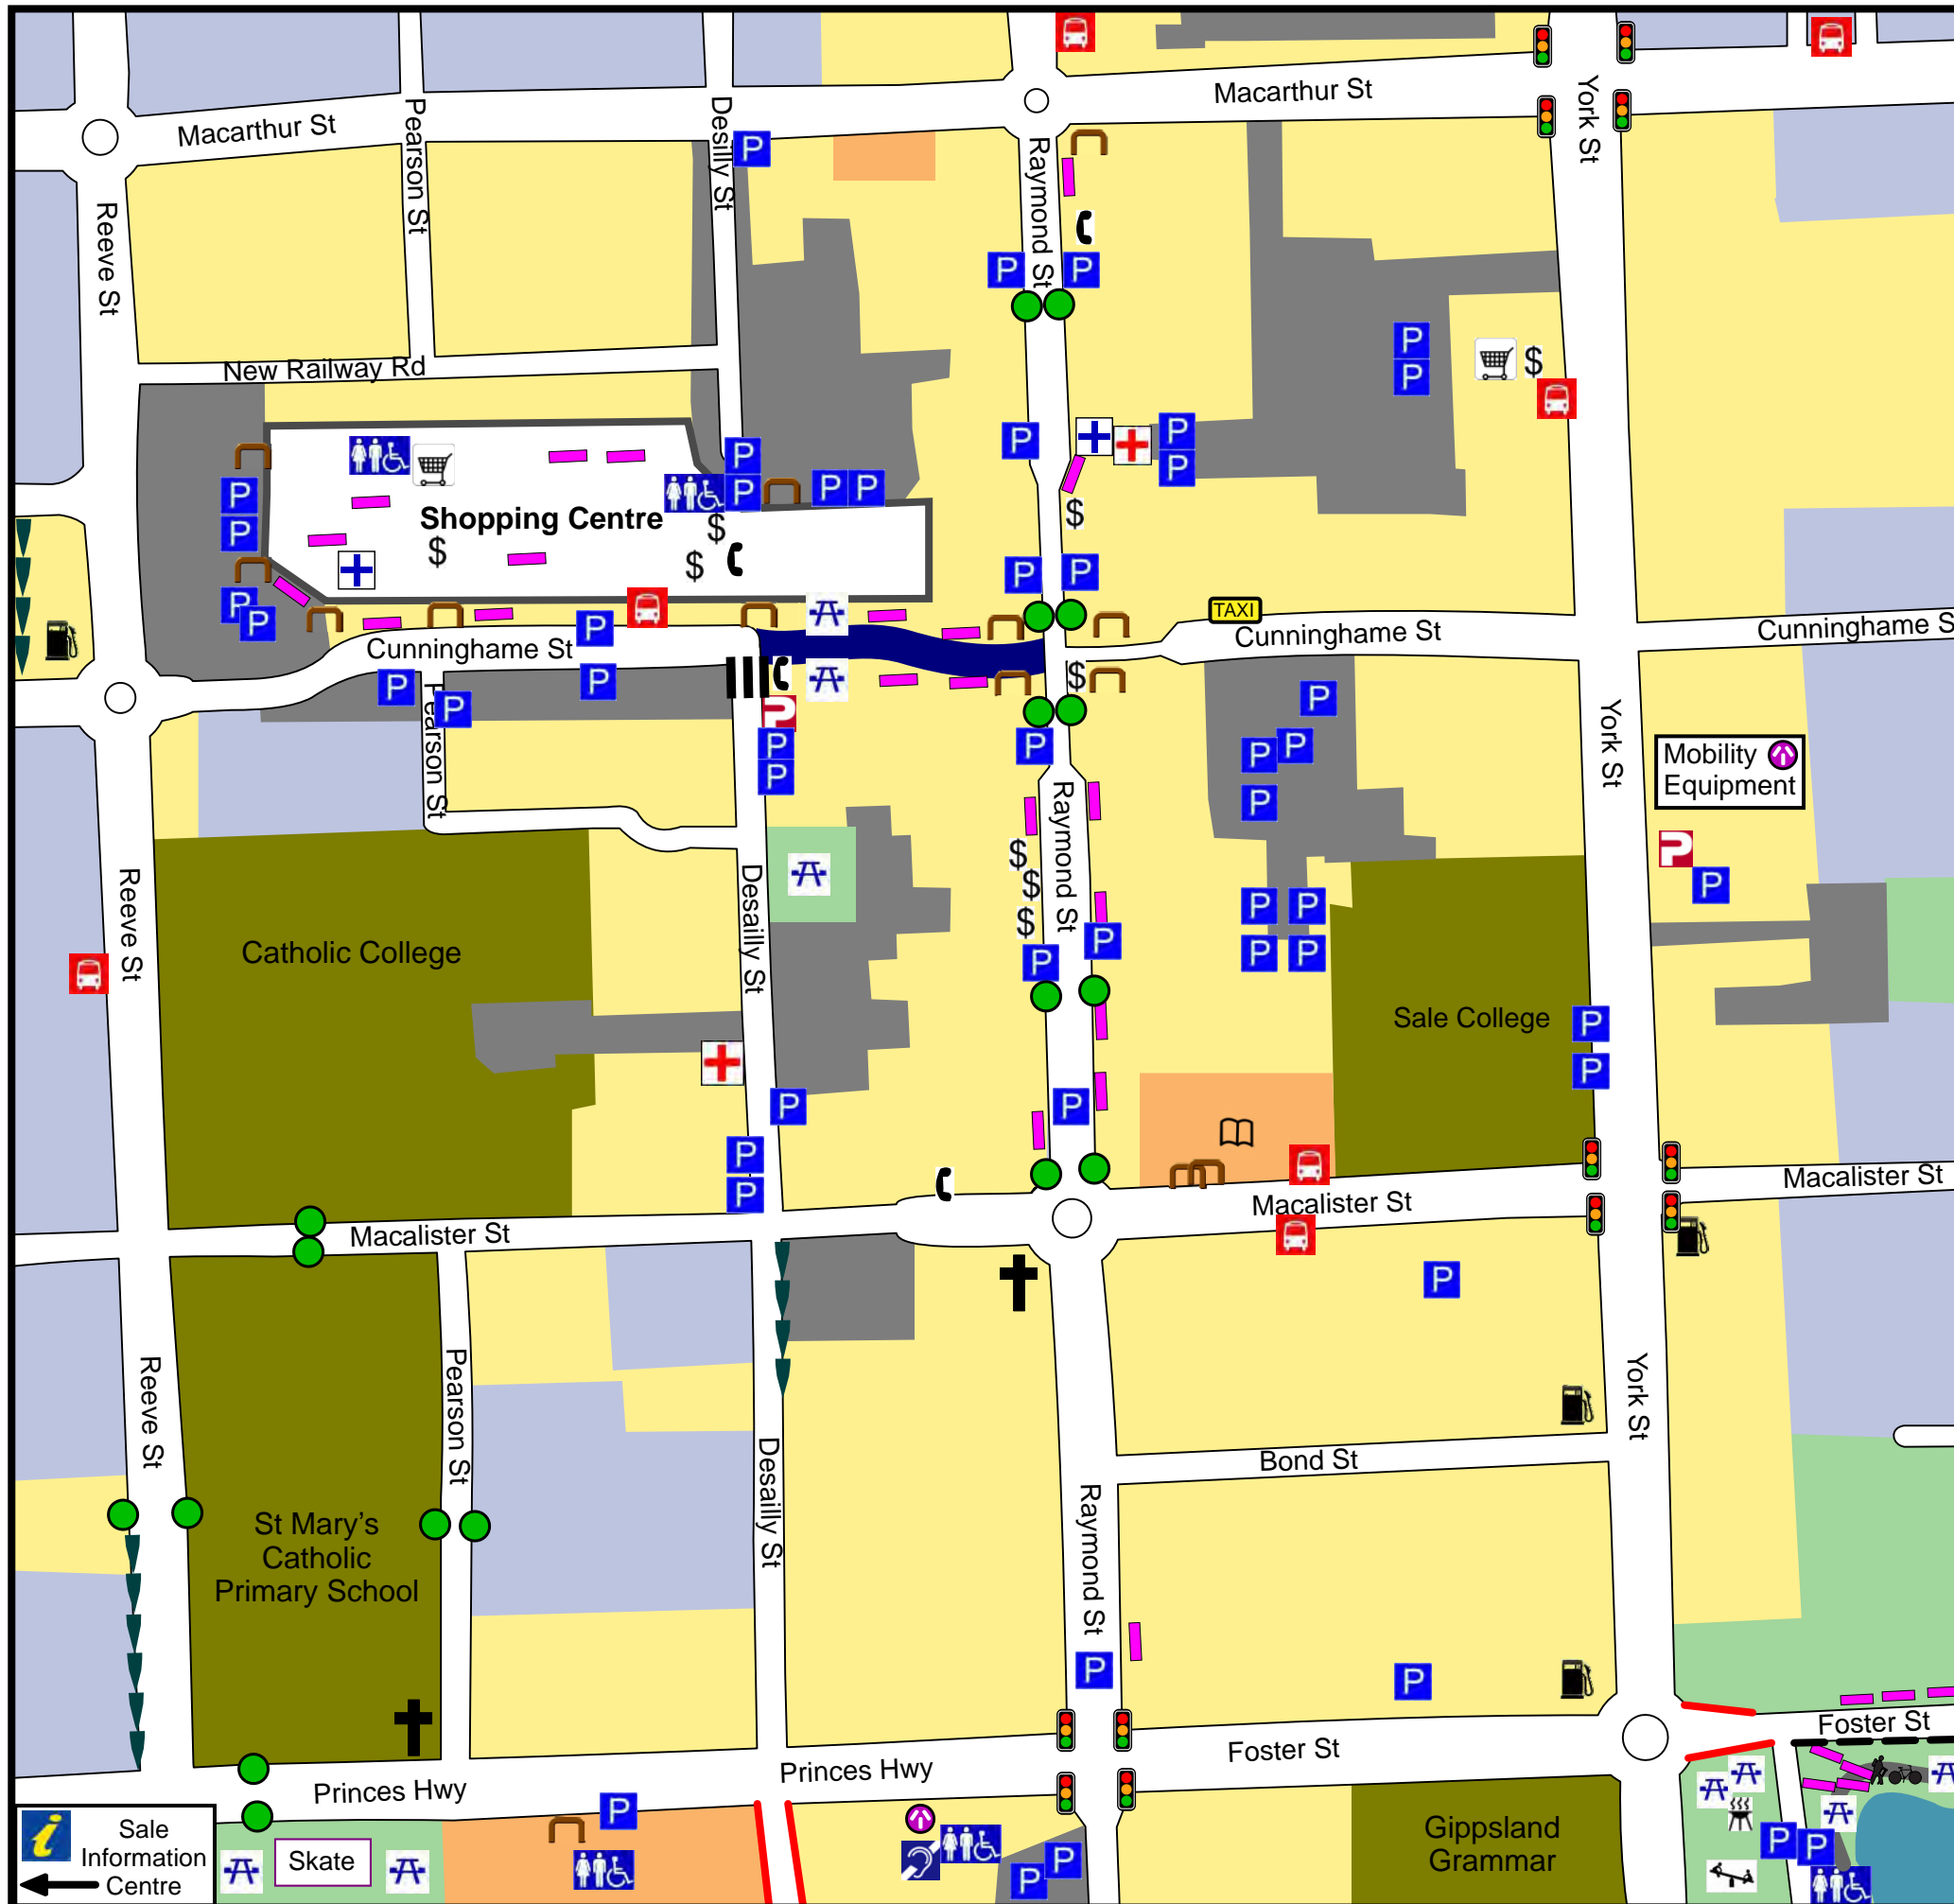 Macarthur St
Macarthur St
Pearson St
Desilly St
Raymond St
York St
Reeve St
New Railway Rd
P
P
P
P
P
$
P
P
P
P
P
P
P
P
P
P
Shopping Centre
$
$
$
$
P
P
P
P
TAXI
Cunninghame St
Cunninghame St
Cunninghame S
P
P
P
$
P
P
Pearson St
P
P
P
P
P
P
P
P
P
Raymond St
York St
Mobility
Equipment
P
P
$
$
$
Reeve St
Desailly St
Catholic College
P
P
P
P
P
P
Sale College
P
P
P
P
P
P
Macalister St
Macalister St
Macalister St
P
Reeve St
Pearson St
Desailly St
York St
Bond St
Raymond St
St Mary's
Catholic
Primary School
P
P
Foster St
Foster St
Princes Hwy
Princes Hwy
P
i
Sale
Information
Centre
Skate
P
P
Gippsland
Grammar
P
P